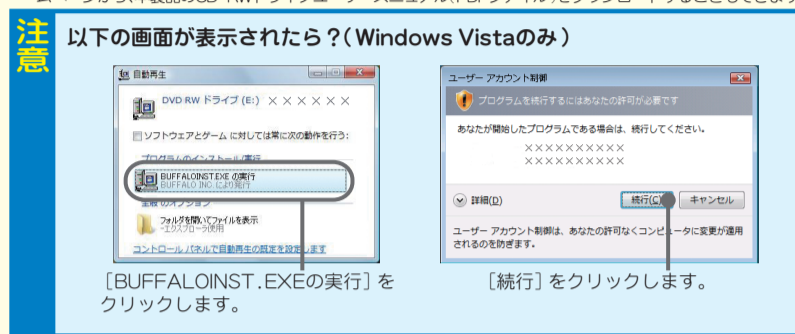 注意
以下の画面が表示されたら?(Windows Vistaのみ)
自動再生
DVD RW ドライブ (E:) ××××××
ソフトウェアとゲーム に対しては常に次の動作を行う:
プログラムのインストール/実行
BUFFALOINST.EXE の実行
BUFFALO INC. により発行
全般 のオプション
フォルダを開いてファイルを表示
-エクスプローラ使用
コントロール パネルで自動再生の既定を設定します
[BUFFALOINST.EXEの実行]を
クリックします。
ユーザー アカウント制御
プログラムを続行するにはあなたの許可が必要です
あなたが開始したプログラムである場合は、続行してください。
××××××××××
××××××××××
詳細(D)
続行(C)
キャンセル
ユーザー アカウント制御は、あなたの許可なくコンピュータに変更が適用
されるのを防ぎます。
[続行]をクリックします。